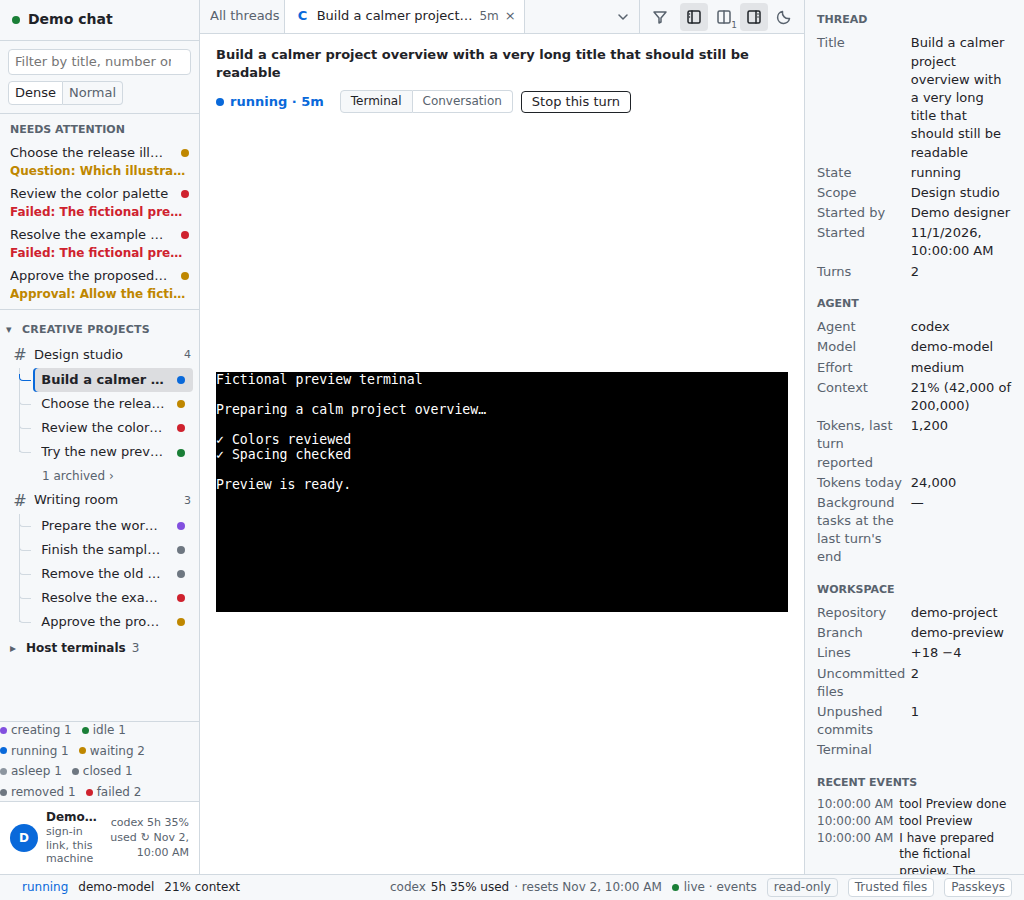 Demo chat
Filter by title, number or
Dense Normal
NEEDS ATTENTION
Choose the release ill…
Question: Which illustra…
Review the color palette
Failed: The fictional pre…
Resolve the example …
Failed: The fictional pre…
Approve the proposed…
Approval: Allow the ficti…
▾ CREATIVE PROJECTS
# Design studio 4
Build a calmer …
Choose the relea…
Review the color…
Try the new prev…
1 archived ›
# Writing room 3
Prepare the wor…
Finish the sampl…
Remove the old …
Resolve the exa…
Approve the pro…
▸ Host terminals 3
creating 1 idle 1
running 1 waiting 2
asleep 1 closed 1
removed 1 failed 2
D
Demo…
sign-in
link, this
machine
codex 5h 35%
used ↻ Nov 2,
10:00 AM
All threads C Build a calmer project… 5m ×
1
Build a calmer project overview with a very long title that should still be
readable
running · 5m Terminal Conversation Stop this turn
Fictional preview terminal
Preparing a calm project overview…
✓ Colors reviewed
✓ Spacing checked
Preview is ready.
THREAD
Title Build a calmer
project
overview with
a very long
title that
should still be
readable
State running
Scope Design studio
Started by Demo designer
Started 11/1/2026,
10:00:00 AM
Turns 2
AGENT
Agent codex
Model demo-model
Effort medium
Context 21% (42,000 of
200,000)
Tokens, last 1,200
turn
reported
Tokens today 24,000
Background —
tasks at the
last turn's
end
WORKSPACE
Repository demo-project
Branch demo-preview
Lines +18 −4
Uncommitted 2
files
Unpushed 1
commits
Terminal
RECENT EVENTS
10:00:00 AM tool Preview done
10:00:00 AM tool Preview
10:00:00 AM I have prepared
the fictional
preview. The
running demo-model 21% context codex 5h 35% used · resets Nov 2, 10:00 AM live · events read-only Trusted files Passkeys